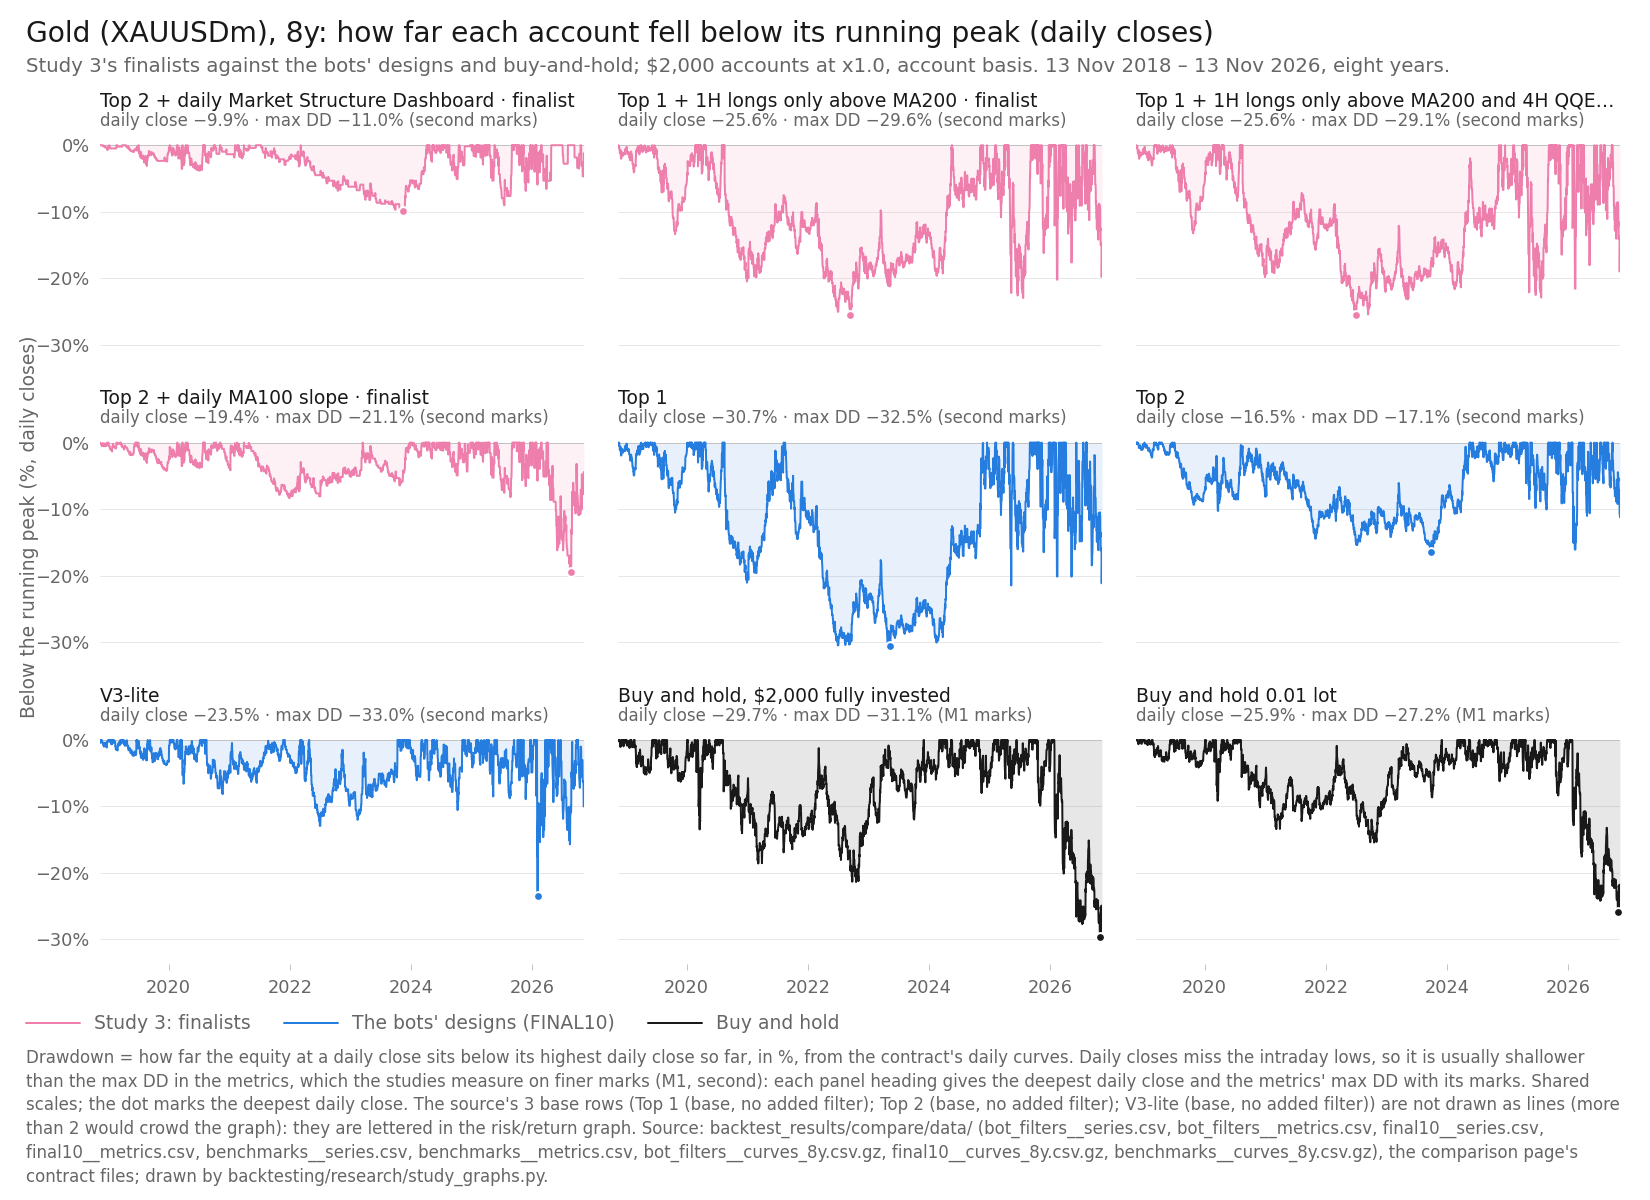 Gold (XAUUSDm), 8y: how far each account fell below its running peak (daily closes)
Study 3's finalists against the bots' designs and buy-and-hold; $2,000 accounts at x1.0, account basis. 13 Nov 2018 – 13 Nov 2026, eight years.
Top 2 + daily Market Structure Dashboard · finalist
daily close −9.9% · max DD −11.0% (second marks)
Top 1 + 1H longs only above MA200 · finalist
daily close −25.6% · max DD −29.6% (second marks)
Top 1 + 1H longs only above MA200 and 4H QQE…
daily close −25.6% · max DD −29.1% (second marks)
0%
−10%
−20%
−30%
Below the running peak (%, daily closes)
Top 2 + daily MA100 slope · finalist
daily close −19.4% · max DD −21.1% (second marks)
Top 1
daily close −30.7% · max DD −32.5% (second marks)
Top 2
daily close −16.5% · max DD −17.1% (second marks)
0%
−10%
−20%
−30%
V3-lite
daily close −23.5% · max DD −33.0% (second marks)
Buy and hold, $2,000 fully invested
daily close −29.7% · max DD −31.1% (M1 marks)
Buy and hold 0.01 lot
daily close −25.9% · max DD −27.2% (M1 marks)
0%
−10%
−20%
−30%
2020 2022 2024 2026
2020 2022 2024 2026
2020 2022 2024 2026
Study 3: finalists
The bots' designs (FINAL10)
Buy and hold
Drawdown = how far the equity at a daily close sits below its highest daily close so far, in %, from the contract's daily curves. Daily closes miss the intraday lows, so it is usually shallower
than the max DD in the metrics, which the studies measure on finer marks (M1, second): each panel heading gives the deepest daily close and the metrics' max DD with its marks. Shared
scales; the dot marks the deepest daily close. The source's 3 base rows (Top 1 (base, no added filter); Top 2 (base, no added filter); V3-lite (base, no added filter)) are not drawn as lines (more
than 2 would crowd the graph): they are lettered in the risk/return graph. Source: backtest_results/compare/data/ (bot_filters__series.csv, bot_filters__metrics.csv, final10__series.csv,
final10__metrics.csv, benchmarks__series.csv, benchmarks__metrics.csv, bot_filters__curves_8y.csv.gz, final10__curves_8y.csv.gz, benchmarks__curves_8y.csv.gz), the comparison page's
contract files; drawn by backtesting/research/study_graphs.py.